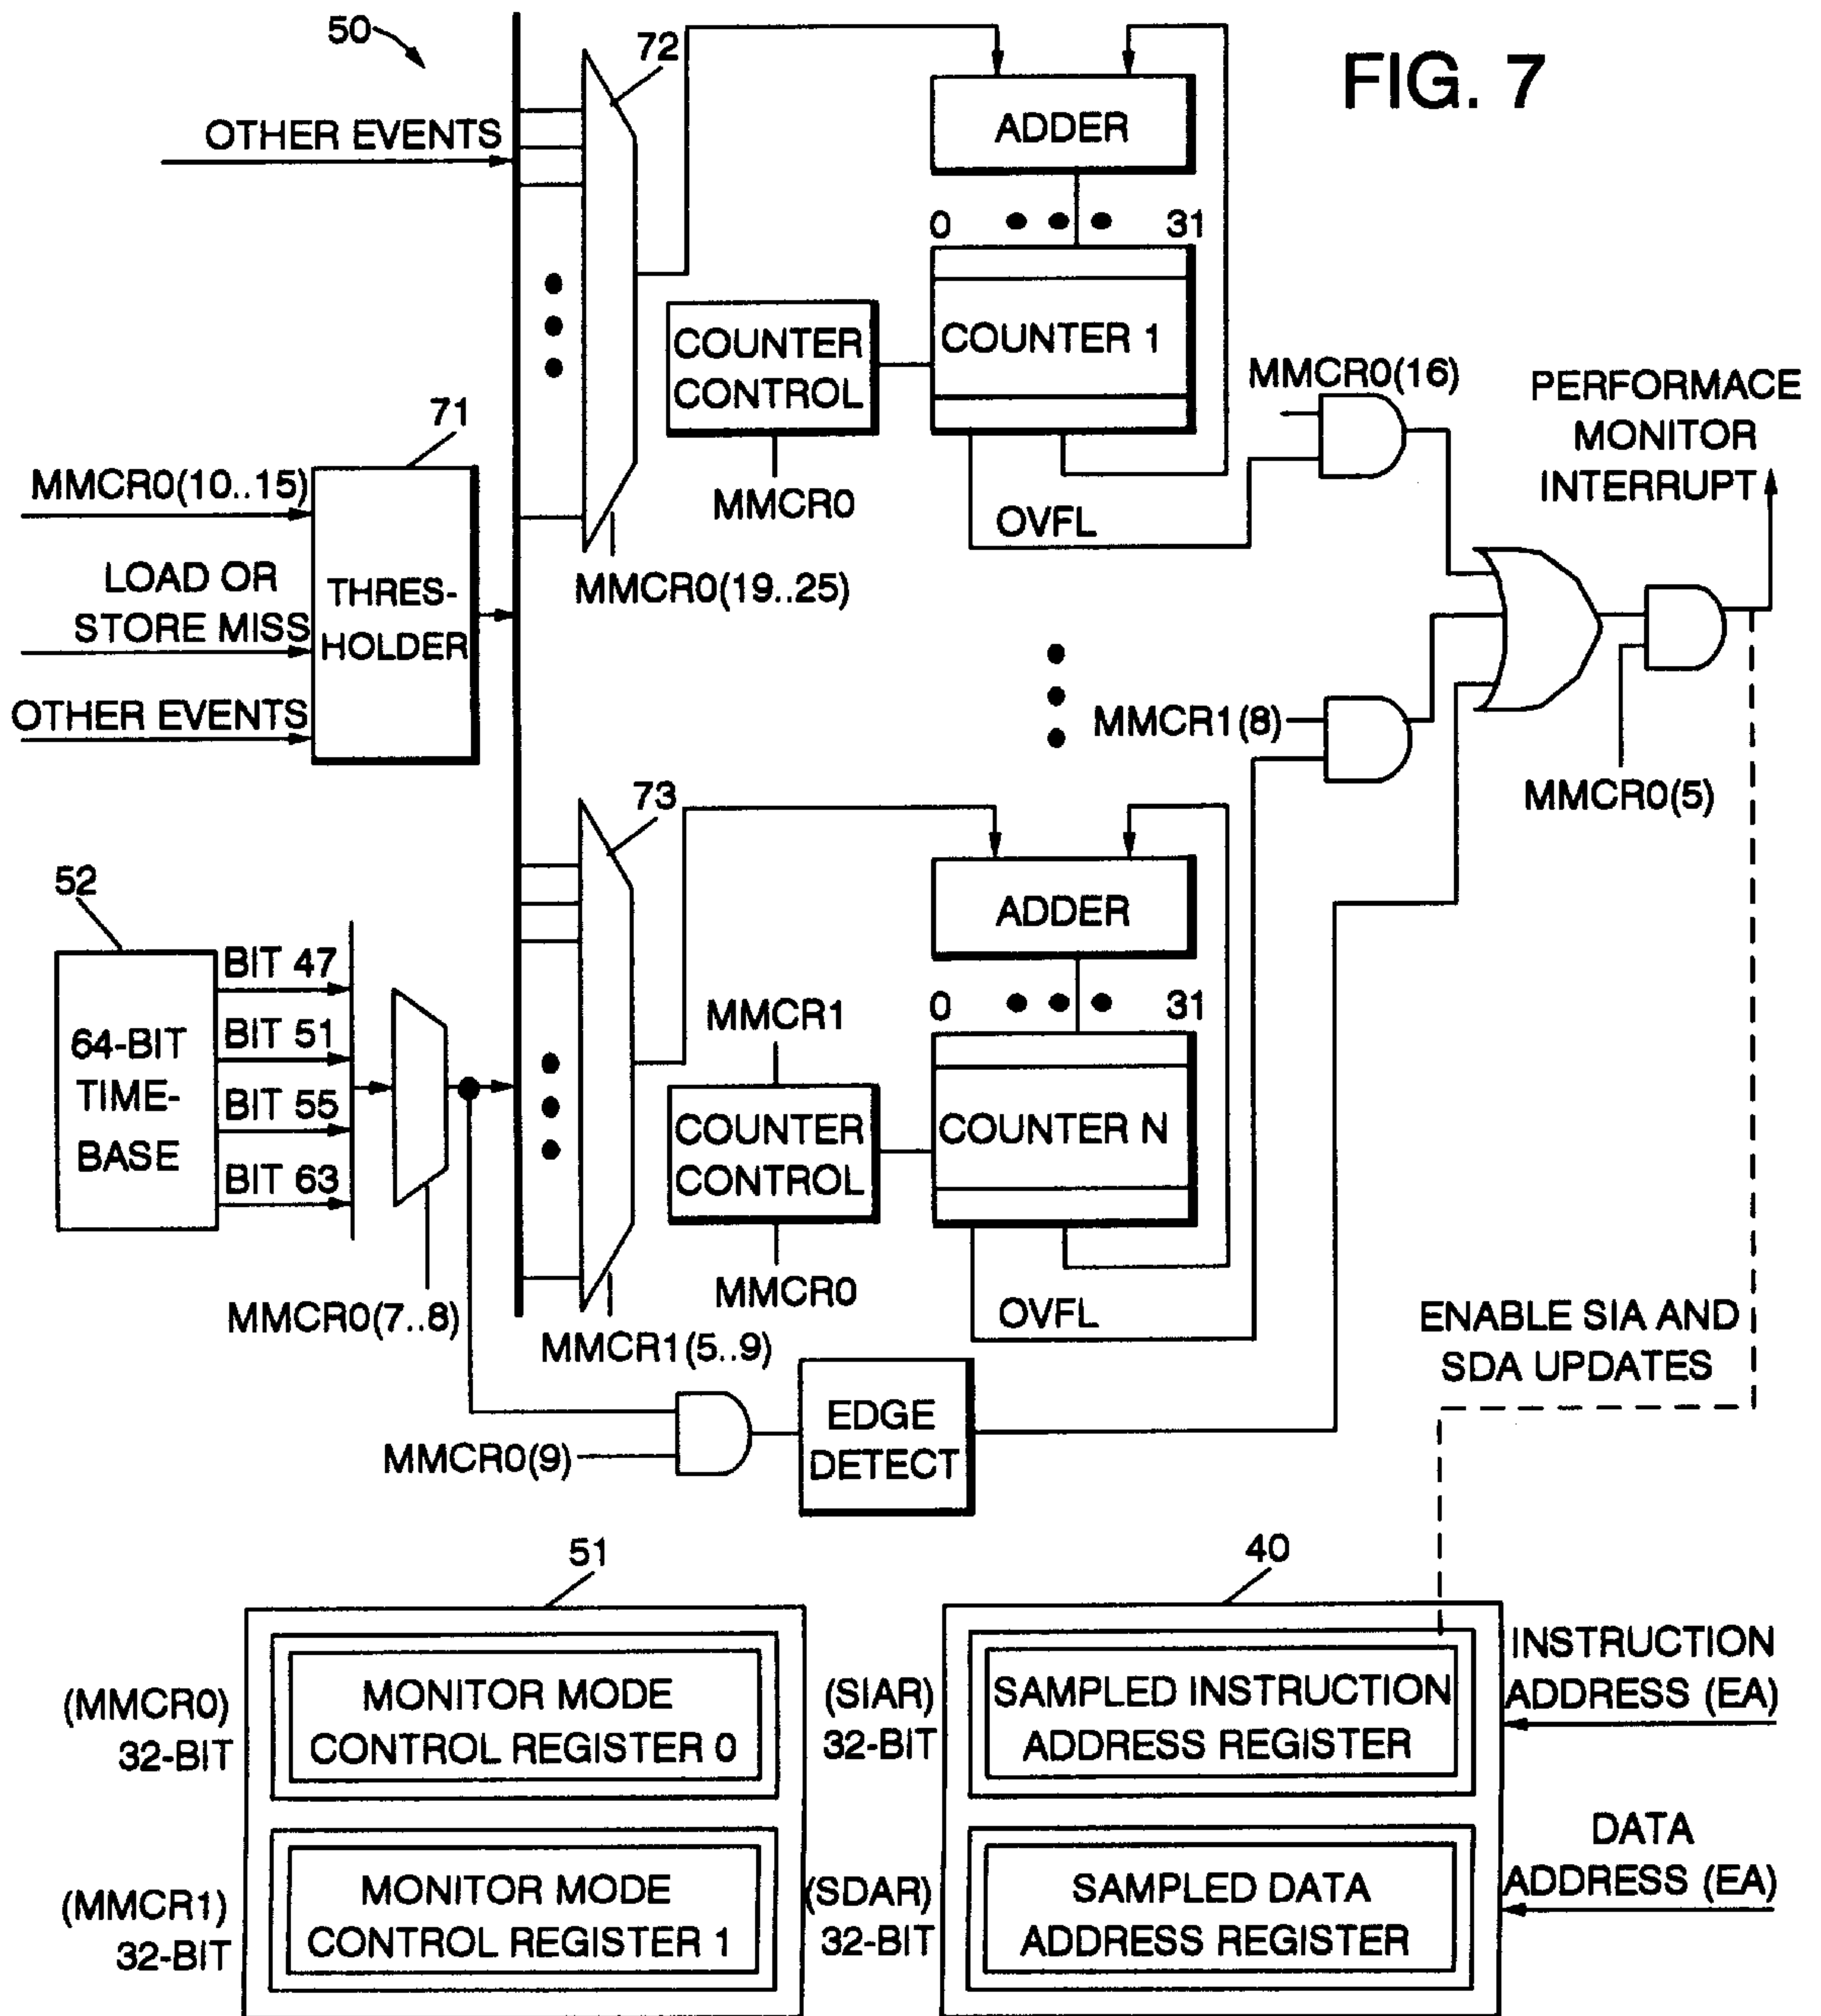 FIG. 7
50
72
OTHER EVENTS
ADDER
0 31
COUNTER 1
COUNTER
CONTROL
MMCR0
OVFL
MMCR0(16)
PERFORMACE
MONITOR
INTERRUPT
71
MMCR0(10..15)
LOAD OR
STORE MISS
OTHER EVENTS
THRES-
HOLDER
MMCR0(19..25)
MMCR1(8)
MMCR0(5)
73
ADDER
0 31
COUNTER N
MMCR1
COUNTER
CONTROL
MMCR0
OVFL
52
64-BIT
TIME-
BASE
BIT 47
BIT 51
BIT 55
BIT 63
MMCR0(7..8)
MMCR1(5..9)
MMCR0(9)
EDGE
DETECT
ENABLE SIA AND
SDA UPDATES
51
(MMCR0)
32-BIT
MONITOR MODE
CONTROL REGISTER 0
(MMCR1)
32-BIT
MONITOR MODE
CONTROL REGISTER 1
40
(SIAR)
32-BIT
SAMPLED INSTRUCTION
ADDRESS REGISTER
INSTRUCTION
ADDRESS (EA)
(SDAR)
32-BIT
SAMPLED DATA
ADDRESS REGISTER
DATA
ADDRESS (EA)